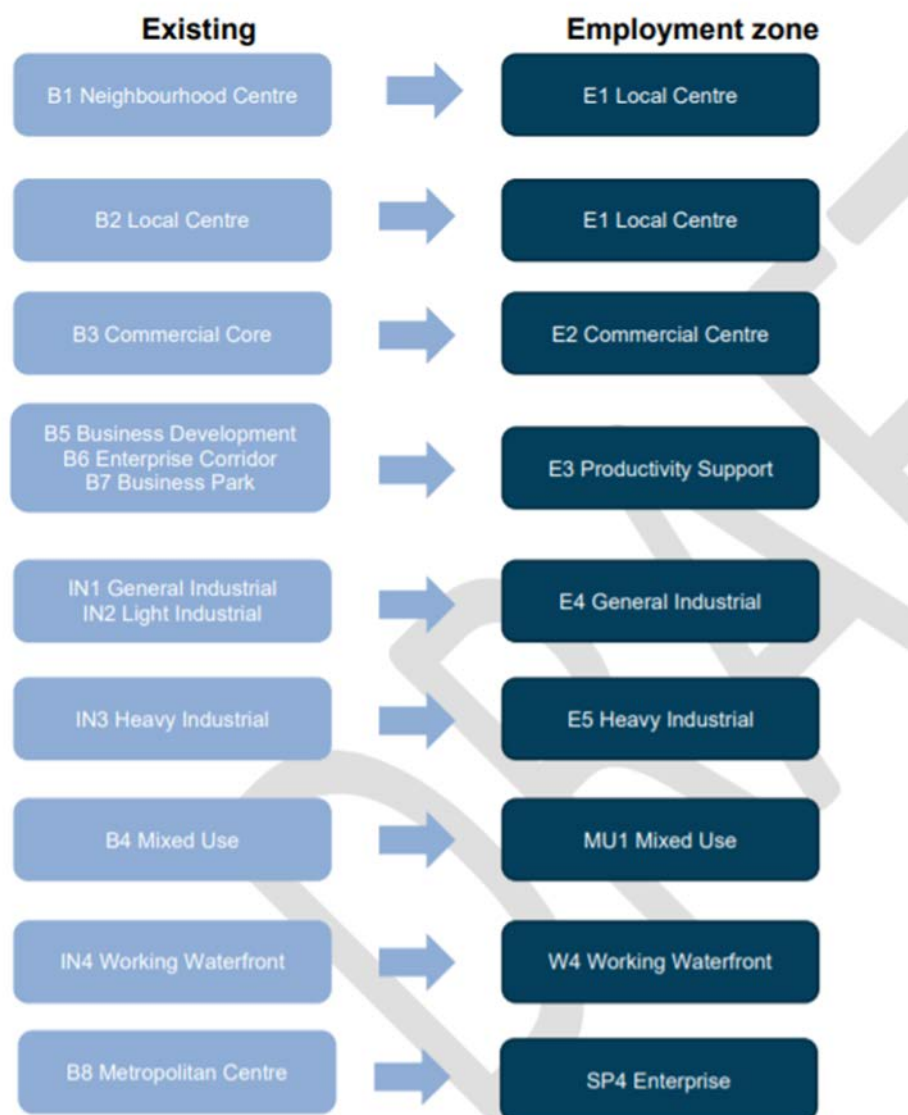 Existing
Employment zone
B1 Neighbourhood Centre
E1 Local Centre
B2 Local Centre
E1 Local Centre
B3 Commercial Core
E2 Commercial Centre
B5 Business Development
B6 Enterprise Corridor
B7 Business Park
E3 Productivity Support
IN1 General Industrial
IN2 Light Industrial
E4 General Industrial
IN3 Heavy Industrial
E5 Heavy Industrial
B4 Mixed Use
MU1 Mixed Use
IN4 Working Waterfront
W4 Working Waterfront
B8 Metropolitan Centre
SP4 Enterprise
DRAFT